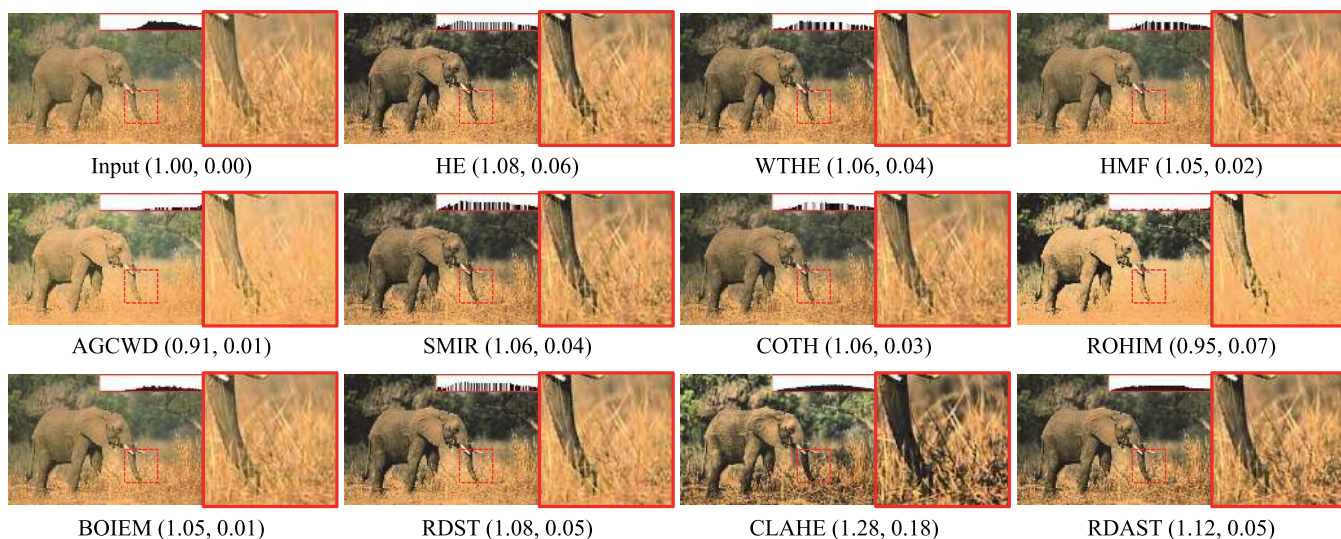 Input (1.00, 0.00)
HE (1.08, 0.06)
WTHE (1.06, 0.04)
HMF (1.05, 0.02)
AGCWD (0.91, 0.01)
SMIR (1.06, 0.04)
COTH (1.06, 0.03)
ROHIM (0.95, 0.07)
BOIEM (1.05, 0.01)
RDST (1.08, 0.05)
CLAHE (1.28, 0.18)
RDAST (1.12, 0.05)